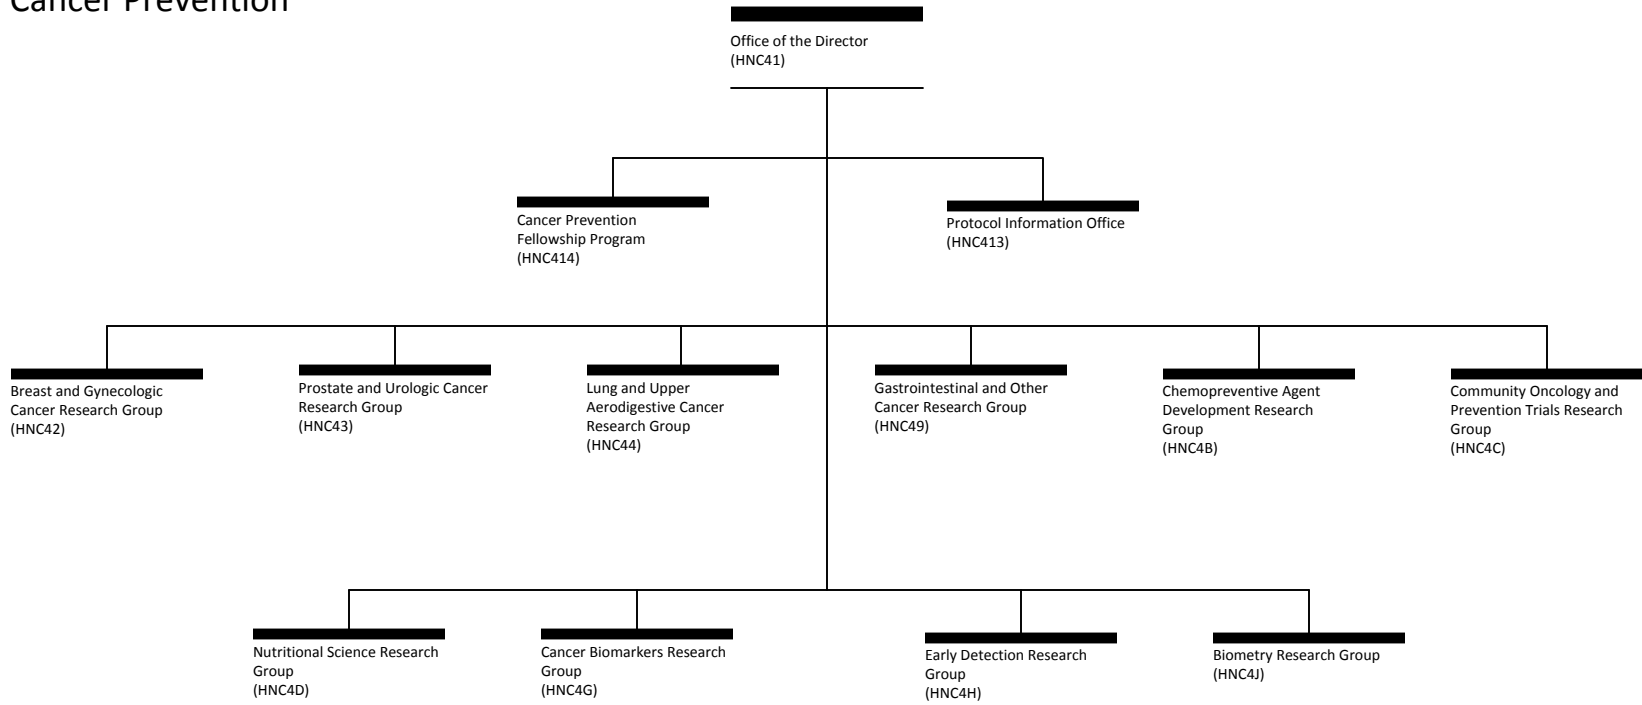 Cancer Prevention
Office of the Director
(HNC41)
Cancer Prevention
Fellowship Program
(HNC414)
Protocol Information Office
(HNC413)
Breast and Gynecologic
Cancer Research Group
(HNC42)
Prostate and Urologic Cancer
Research Group
(HNC43)
Lung and Upper
Aerodigestive Cancer
Research Group
(HNC44)
Gastrointestinal and Other
Cancer Research Group
(HNC49)
Chemopreventive Agent
Development Research
Group
(HNC4B)
Community Oncology and
Prevention Trials Research
Group
(HNC4C)
Nutritional Science Research
Group
(HNC4D)
Cancer Biomarkers Research
Group
(HNC4G)
Early Detection Research
Group
(HNC4H)
Biometry Research Group
(HNC4J)